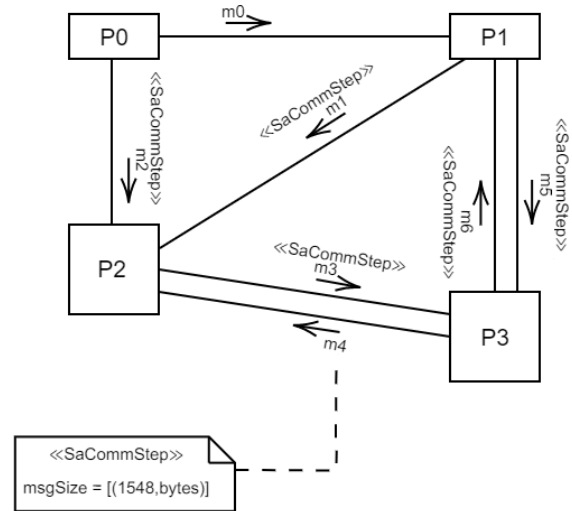 m0
P0
P1
«SaCommStep»
m1
«SaCommStep»
m2
«SaCommStep»
m6
m5
«SaCommStep»
P2
«SaCommStep»
m3
m4
P3
«SaCommStep»
msgSize = [(1548,bytes)]